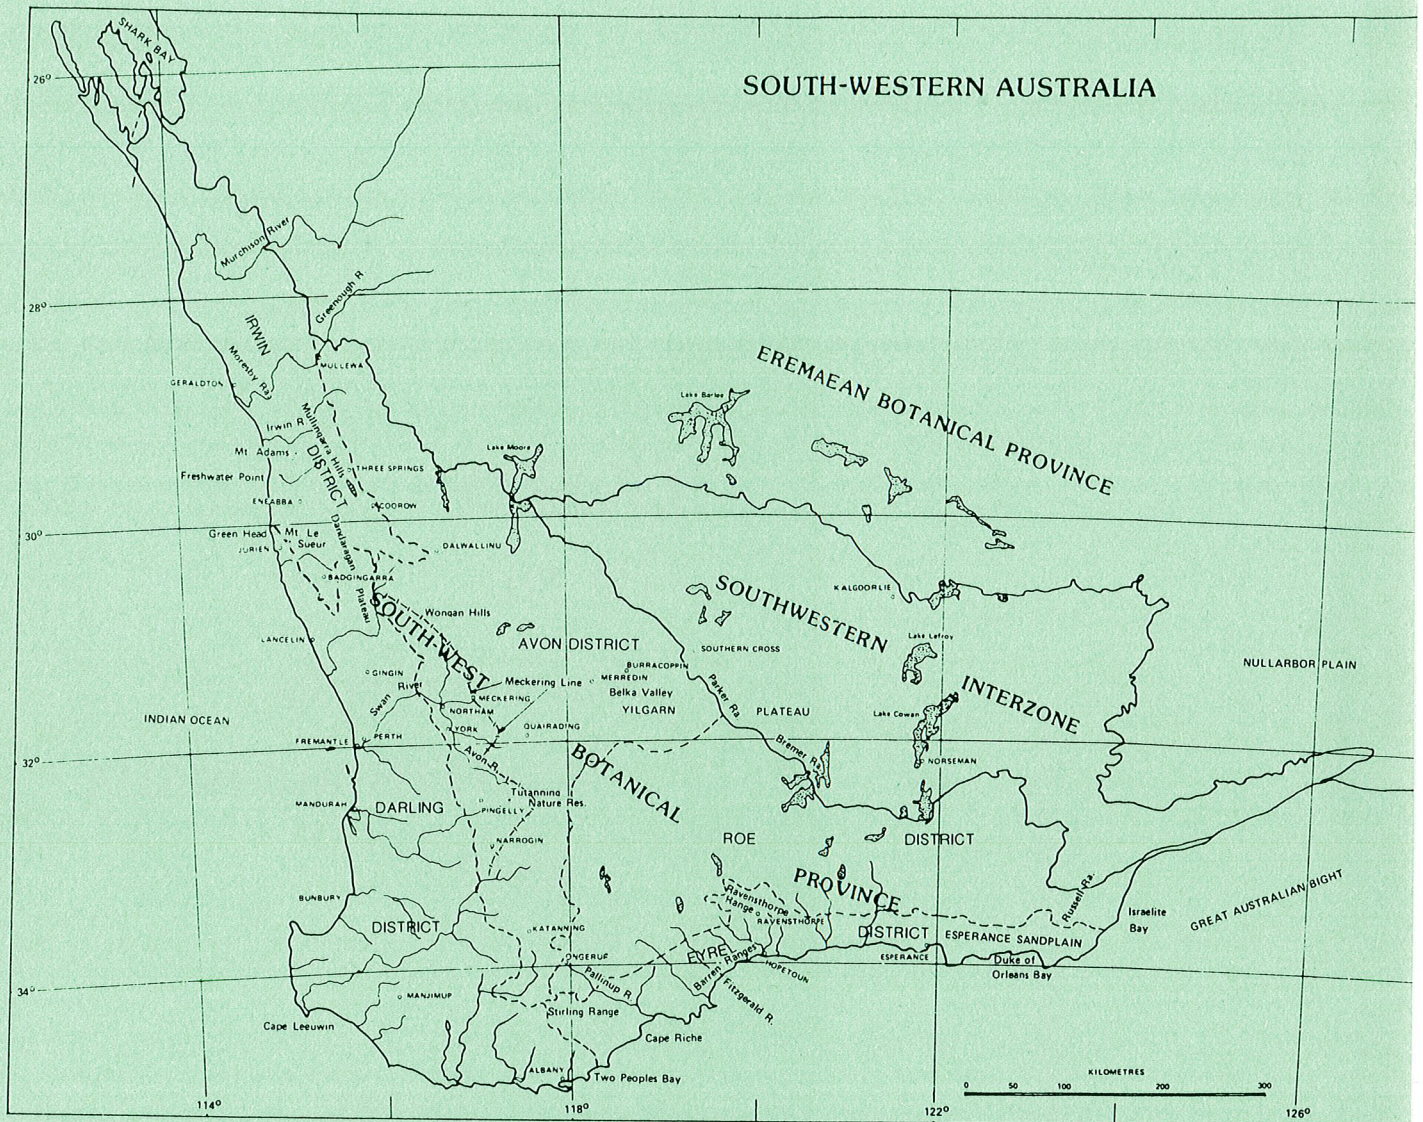 SOUTH-WESTERN AUSTRALIA
SHARK BAY
26°
Murchison River
28°
Greenough R
IRWIN
Moresby Ra.
MULLEWA
GERALDTON
EREMAEAN BOTANICAL PROVINCE
Lake Barlee
Irwin R
Mullingarra Hills
Mt Adams
DISTRICT
THREE SPRINGS
Lake Moore
Freshwater Point
ENEABBA
COOROW
30°
Green Head
Mt. Le
Sueur
Dandaragan
Plateau
JURIEN
DALWALLINU
BADGINGARRA
KALGOORLIE
SOUTHWESTERN
INTERZONE
SOUTH-WEST
BOTANICAL
PROVINCE
Wongan Hills
LANCELIN
AVON DISTRICT
SOUTHERN CROSS
Lake Lefroy
NULLARBOR PLAIN
GINGIN
BURRACOPPIN
MERREDIN
Swan River
Meckering Line
Belka Valley
MECKERING
Parker Ra.
YILGARN
PLATEAU
NORTHAM
Lake Cowan
INDIAN OCEAN
YORK
QUAIRADING
FREMANTLE
PERTH
Avon R.
Bremer Ra.
NORSEMAN
32°
Tutanning
Nature Res.
MANDURAH
DARLING
PINGELLY
NARROGIN
ROE
DISTRICT
BUNBURY
Ravensthorpe
Range
RAVENSTHORPE
Russell Ra.
GREAT AUSTRALIAN BIGHT
DISTRICT
KATANNING
DISTRICT
ESPERANCE SANDPLAIN
Israelite
Bay
ONGERUP
EYRE
Barren Ranges
HOPETOUN
ESPERANCE
Duke of
Orleans Bay
34°
MANJIMUP
Pallinup R.
Fitzgerald R.
Stirling Range
Cape Leeuwin
Cape Riche
ALBANY
Two Peoples Bay
KILOMETRES
0 50 100 200 300
114° 118° 122° 126°